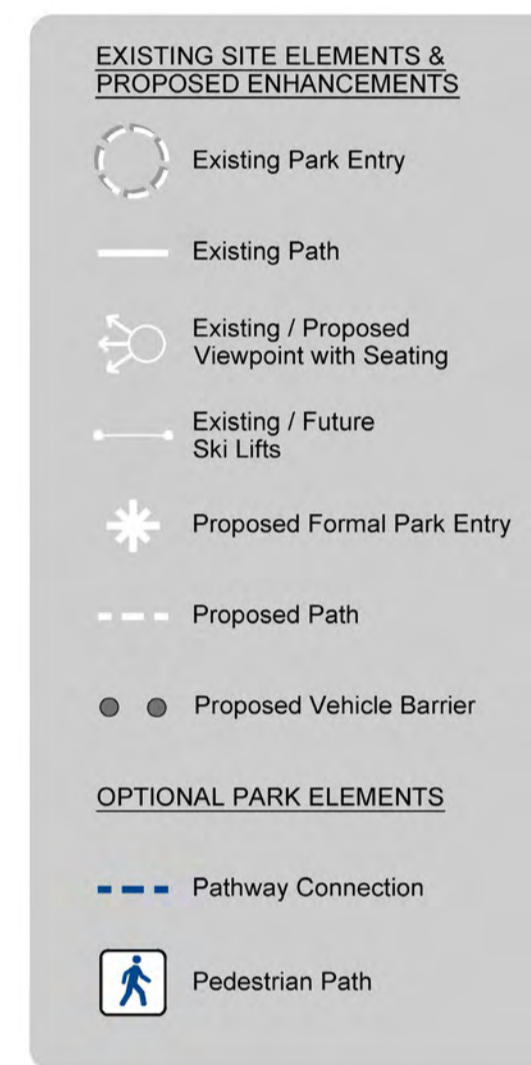 EXISTING SITE ELEMENTS &
PROPOSED ENHANCEMENTS
Existing Park Entry
Existing Path
Existing / Proposed
Viewpoint with Seating
Existing / Future
Ski Lifts
Proposed Formal Park Entry
Proposed Path
Proposed Vehicle Barrier
OPTIONAL PARK ELEMENTS
Pathway Connection
Pedestrian Path